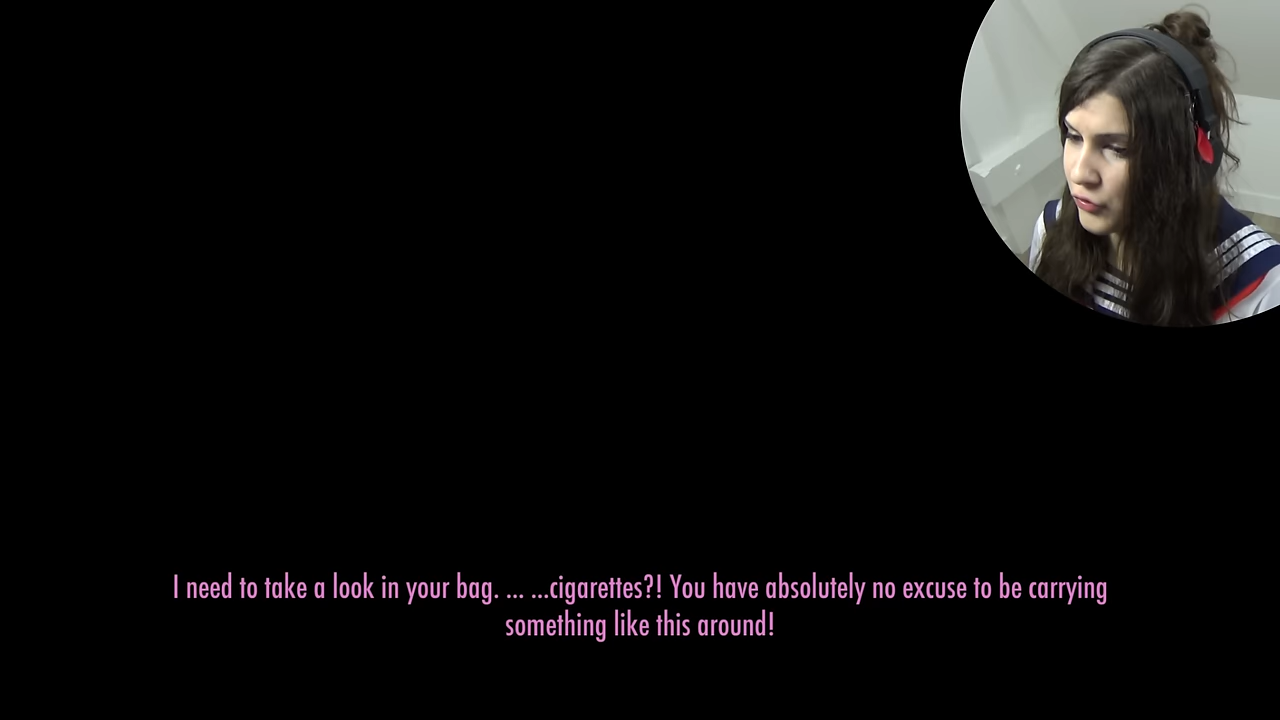 I need to take a look in your bag. ... ...cigarettes?! You have absolutely no excuse to be carrying
something like this around!